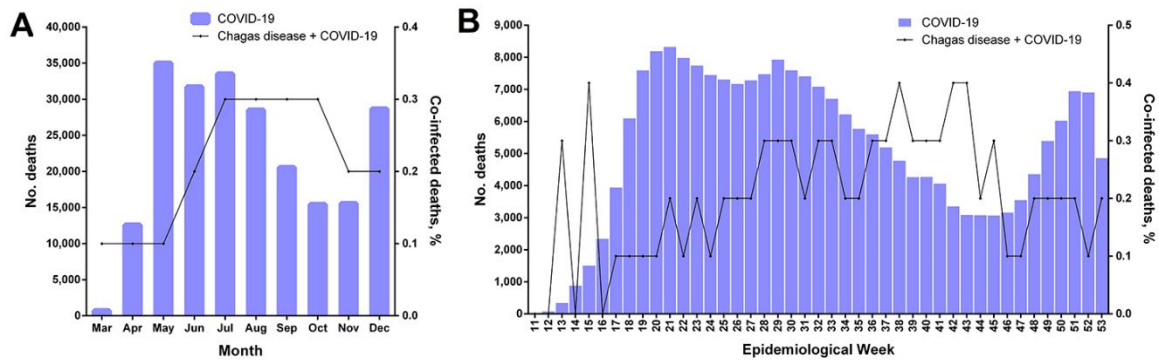 A
COVID-19
Chagas disease + COVID-19
No. deaths
40,000
35,000
30,000
25,000
20,000
15,000
10,000
5,000
0
0.4
0.3
0.2
0.1
0.0
Co-infected deaths, %
Mar Apr May Jun Jul Aug Sep Oct Nov Dec
Month
B
COVID-19
Chagas disease + COVID-19
No. deaths
9,000
8,000
7,000
6,000
5,000
4,000
3,000
2,000
1,000
0
0.5
0.4
0.3
0.2
0.1
0.0
Co-infected deaths, %
11 12 13 14 15 16 17 18 19 20 21 22 23 24 25 26 27 28 29 30 31 32 33 34 35 36 37 38 39 40 41 42 43 44 45 46 47 48 49 50 51 52 53
Epidemiological Week